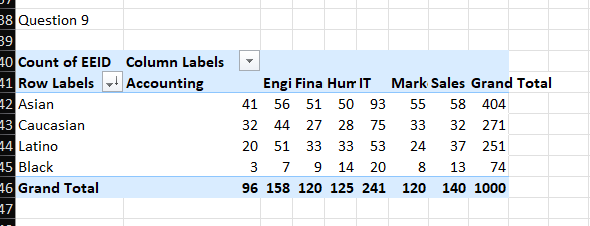 Question 9
39
40 Count of EEID Column Labels
41 Row Labels Accounting Engi Fina Hum IT Mark Sales Grand Total
42 Asian 41 56 51 50 93 55 58 404
43 Caucasian 32 44 27 28 75 33 32 271
44 Latino 20 51 33 33 53 24 37 251
45 Black 3 7 9 14 20 8 13 74
46 Grand Total 96 158 120 125 241 120 140 1000
47